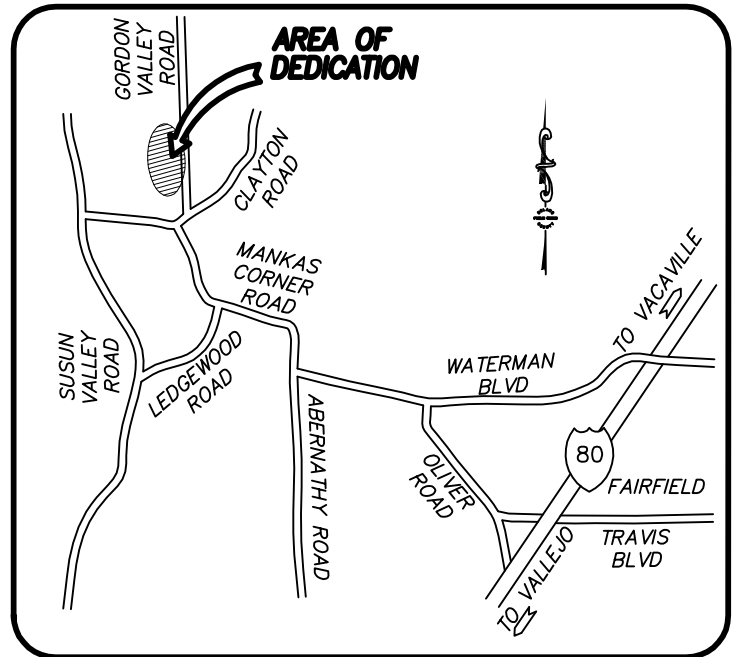 GORDON
VALLEY
ROAD
AREA OF
DEDICATION
CLAYTON
ROAD
MANKAS
CORNER
ROAD
TO VACAVILLE
SUSUN
VALLEY
ROAD
LEDGEWOOD
ROAD
WATERMAN
BLVD
ABERNATHY ROAD
OLIVER
ROAD
80
FAIRFIELD
TRAVIS
BLVD
TO VALLEJO